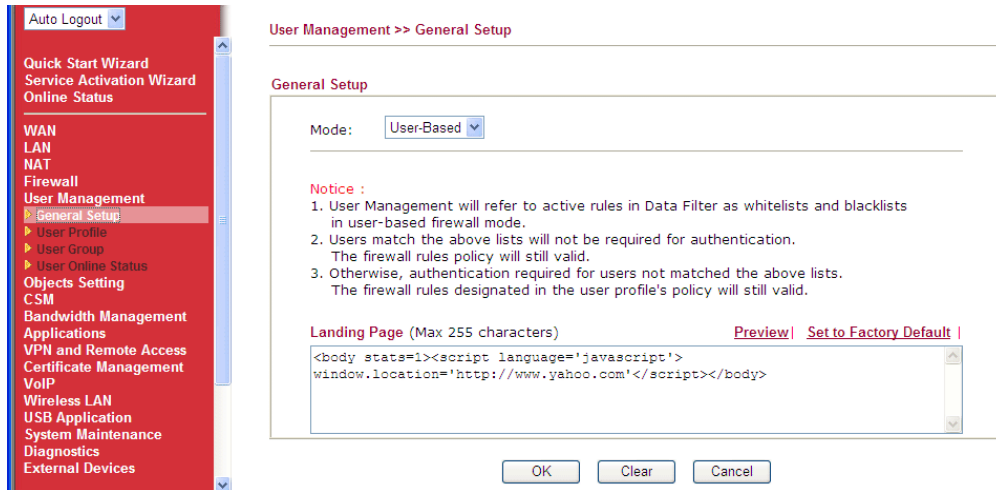 Auto Logout
Quick Start Wizard
Service Activation Wizard
Online Status
WAN
LAN
NAT
Firewall
User Management
General Setup
User Profile
User Group
User Online Status
Objects Setting
CSM
Bandwidth Management
Applications
VPN and Remote Access
Certificate Management
VoIP
Wireless LAN
USB Application
System Maintenance
Diagnostics
External Devices
User Management >> General Setup
General Setup
Mode: User-Based
Notice :
1. User Management will refer to active rules in Data Filter as whitelists and blacklists
in user-based firewall mode.
2. Users match the above lists will not be required for authentication.
The firewall rules policy will still valid.
3. Otherwise, authentication required for users not matched the above lists.
The firewall rules designated in the user profile's policy will still valid.
Landing Page (Max 255 characters) Preview| Set to Factory Default |
<body stats=1><script language='javascript'>
window.location='http://www.yahoo.com'</script></body>
OK Clear Cancel